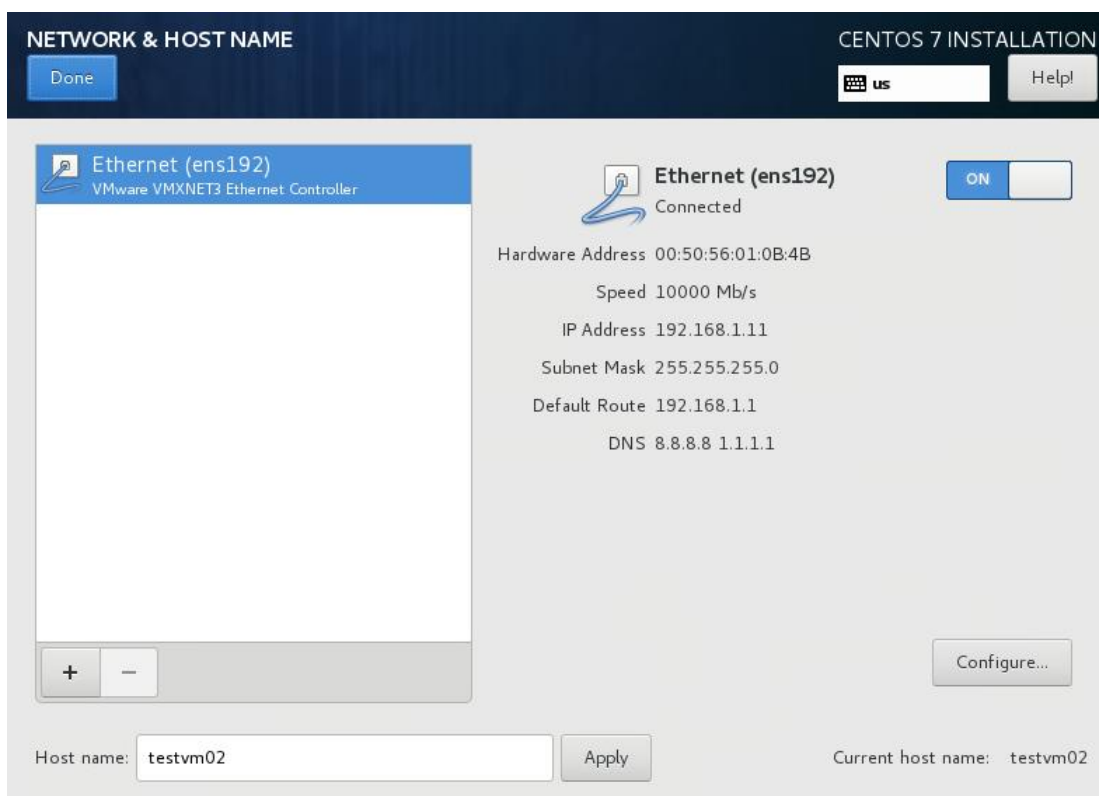 NETWORK & HOST NAME
CENTOS 7 INSTALLATION
Done
us
Help!
Ethernet (ens192)
VMware VMXNET3 Ethernet Controller
Ethernet (ens192)
Connected
ON
Hardware Address 00:50:56:01:0B:4B
Speed 10000 Mb/s
IP Address 192.168.1.11
Subnet Mask 255.255.255.0
Default Route 192.168.1.1
DNS 8.8.8.8 1.1.1.1
+ −
Configure...
Host name: testvm02
Apply
Current host name: testvm02